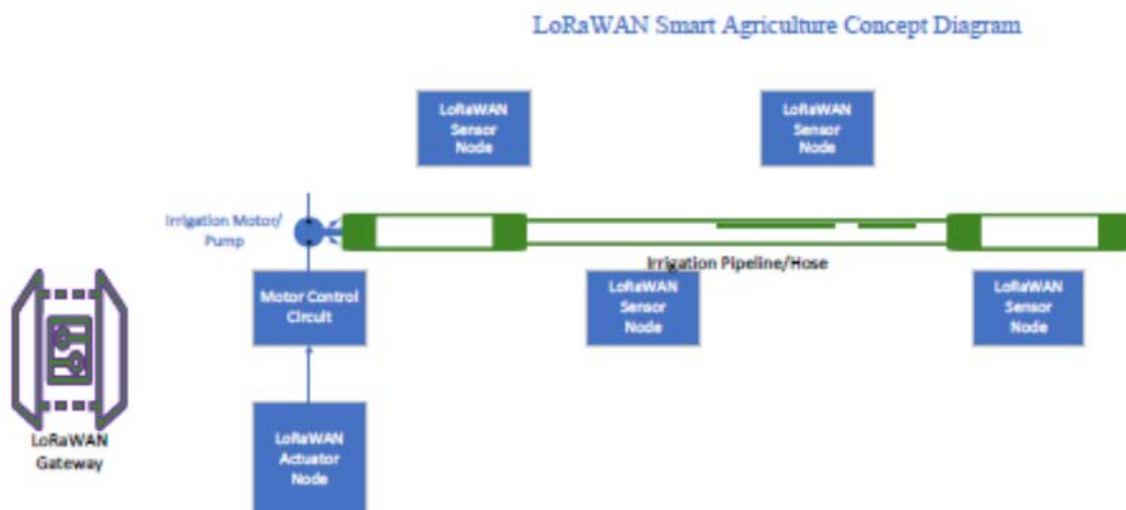 LoRaWAN Smart Agriculture Concept Diagram
LoRaWAN
Sensor
Node
LoRaWAN
Sensor
Node
Irrigation Motor/
Pump
Irrigation Pipeline/Hose
Motor Control
Circuit
LoRaWAN
Sensor
Node
LoRaWAN
Sensor
Node
LoRaWAN
Gateway
LoRaWAN
Actuator
Node